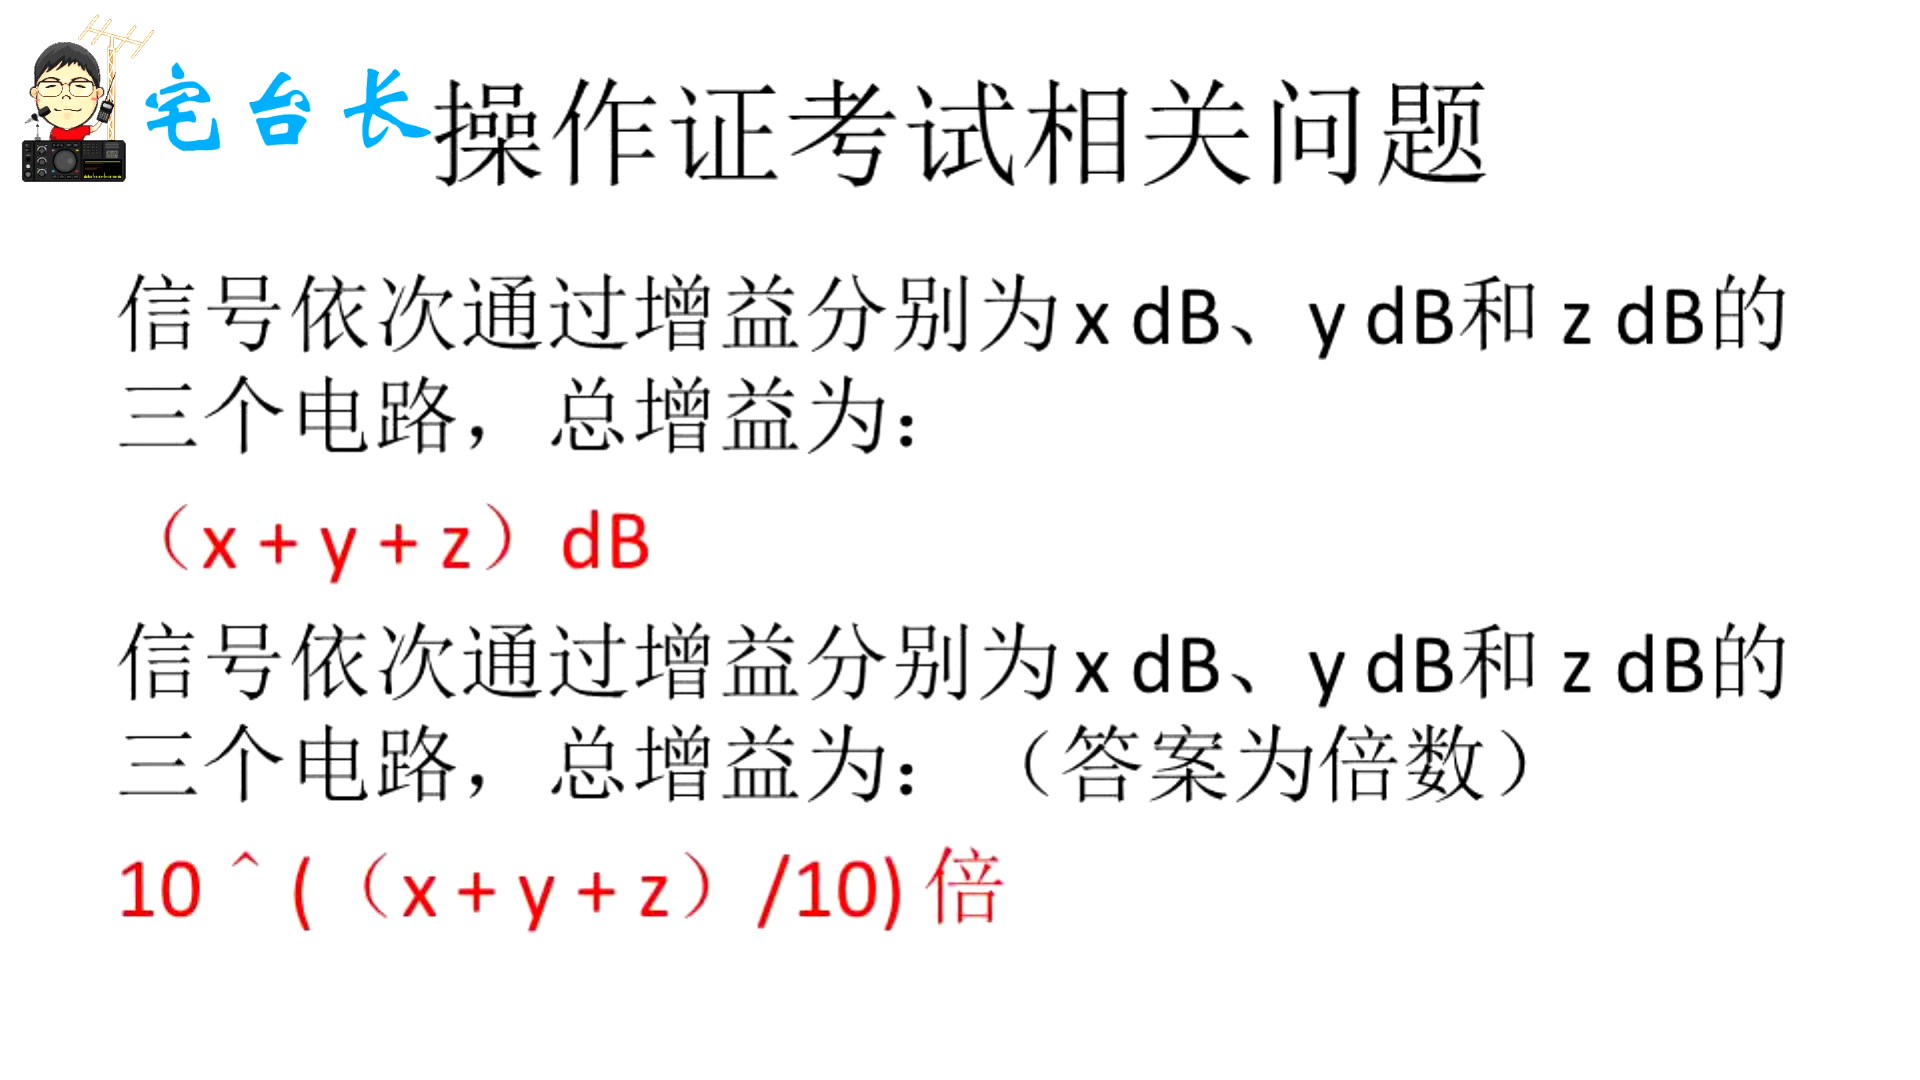 宅台长
操作证考试相关问题
信号依次通过增益分别为x dB、y dB和 z dB的
三个电路，总增益为：
（x + y + z） dB
信号依次通过增益分别为x dB、y dB和 z dB的
三个电路，总增益为：（答案为倍数）
10＾(（x + y + z）/10) 倍